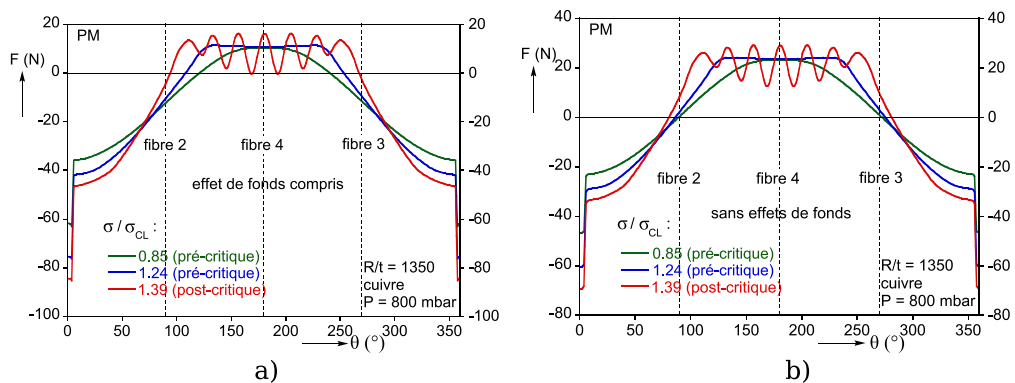 20
PM
20
F (N)
0
0
-20
-20
fibre 2
fibre 4
fibre 3
-40
-40
effet de fonds compris
-60
-60
σ / σCL :
0.85 (pré-critique)
-80
1.24 (pré-critique)
R/t = 1350
-80
1.39 (post-critique)
cuivre
P = 800 mbar
-100
-100
0 50 100 150 200 250 300 350
θ (°)
a)
40
PM
40
F (N)
20
20
0
0
-20
-20
fibre 2
fibre 4
fibre 3
sans effets de fonds
-40
-40
σ / σCL :
0.85 (pré-critique)
-60
1.24 (pré-critique)
R/t = 1350
-60
1.39 (post-critique)
cuivre
P = 800 mbar
-80
-80
0 50 100 150 200 250 300 350
θ (°)
b)